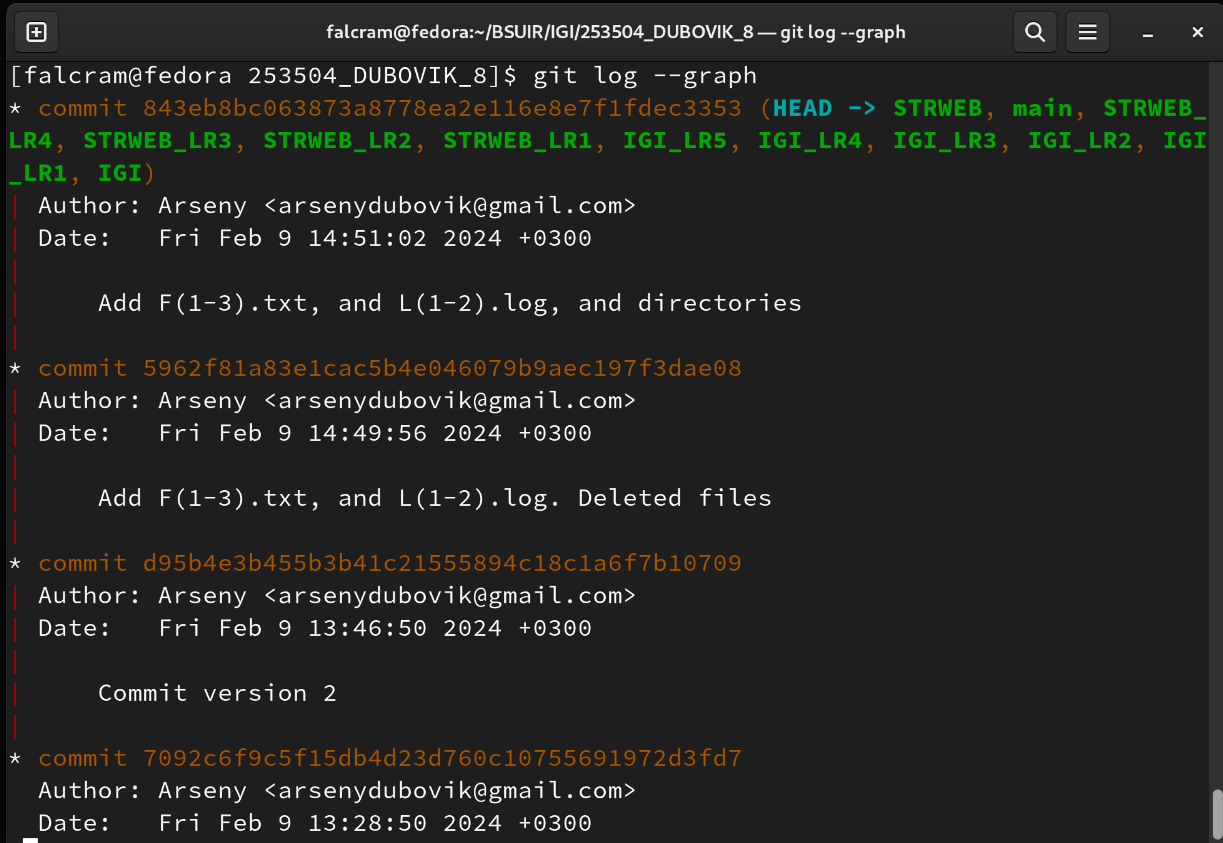 falcram@fedora:~/BSUIR/IGI/253504_DUBOVIK_8 — git log --graph
[falcram@fedora 253504_DUBOVIK_8]$ git log --graph
* commit 843eb8bc063873a8778ea2e116e8e7f1fdec3353 (HEAD -> STRWEB, main, STRWEB_
LR4, STRWEB_LR3, STRWEB_LR2, STRWEB_LR1, IGI_LR5, IGI_LR4, IGI_LR3, IGI_LR2, IGI
_LR1, IGI)
| Author: Arseny <arsenydubovik@gmail.com>
| Date:   Fri Feb 9 14:51:02 2024 +0300
|
|     Add F(1-3).txt, and L(1-2).log, and directories
|
* commit 5962f81a83e1cac5b4e046079b9aec197f3dae08
| Author: Arseny <arsenydubovik@gmail.com>
| Date:   Fri Feb 9 14:49:56 2024 +0300
|
|     Add F(1-3).txt, and L(1-2).log. Deleted files
|
* commit d95b4e3b455b3b41c21555894c18c1a6f7b10709
| Author: Arseny <arsenydubovik@gmail.com>
| Date:   Fri Feb 9 13:46:50 2024 +0300
|
|     Commit version 2
|
* commit 7092c6f9c5f15db4d23d760c10755691972d3fd7
  Author: Arseny <arsenydubovik@gmail.com>
  Date:   Fri Feb 9 13:28:50 2024 +0300